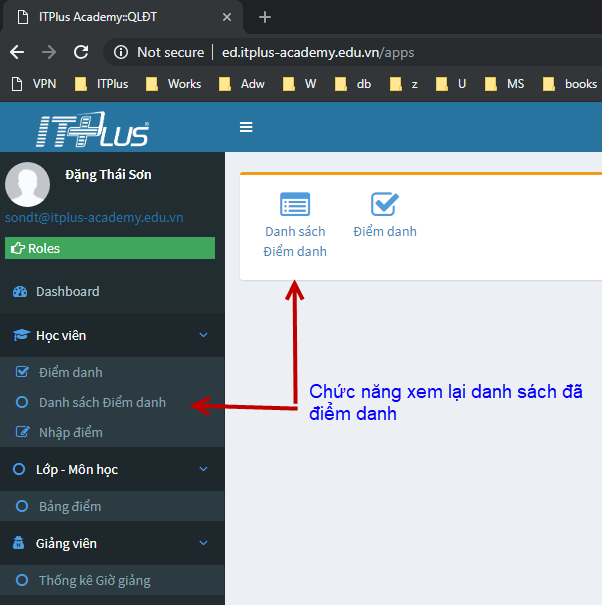 ITPlus Academy::QLĐT
Not secure | ed.itplus-academy.edu.vn/apps
VPN ITPlus Works Adw W db z U MS books
ITPLUS®
Đặng Thái Sơn
sondt@itplus-academy.edu.vn
Roles
Danh sách
Điểm danh
Điểm danh
Dashboard
Học viên
Điểm danh
Danh sách Điểm danh
Nhập điểm
Lớp - Môn học
Bảng điểm
Giảng viên
Thống kê Giờ giảng
Chức năng xem lại danh sách đã
điểm danh